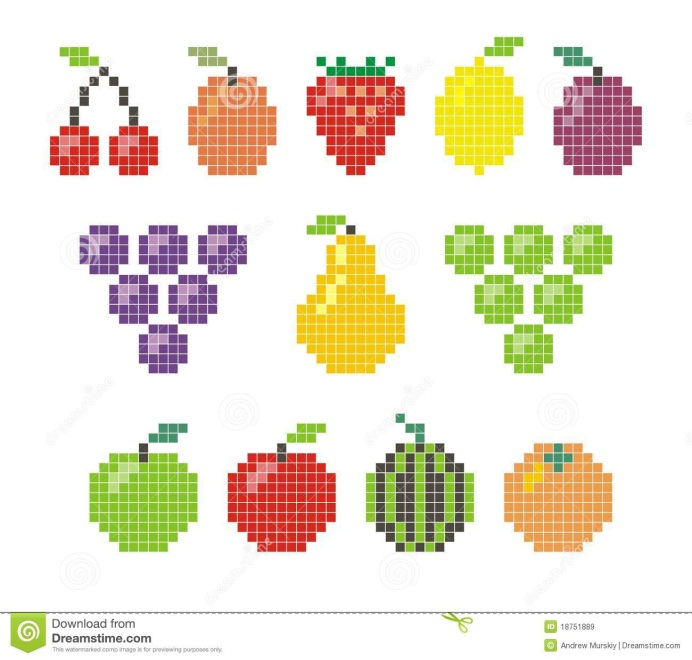 Download from
Dreamstime.com
This watermarked comp image is for previewing purposes only.
ID 18751889
© Andrew Murskiy | Dreamstime.com